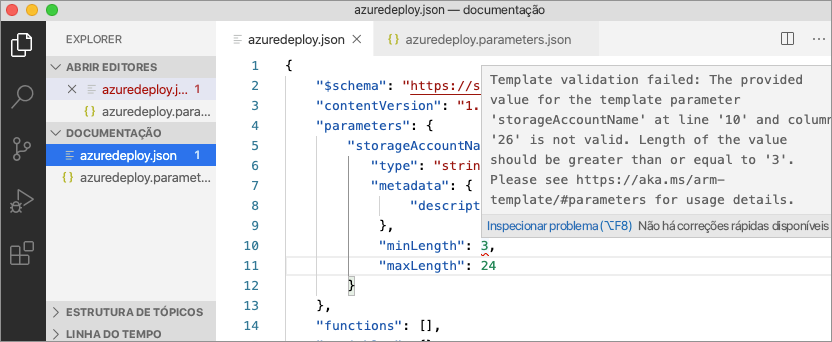 azuredeploy.json — documentação
EXPLORER
azuredeploy.json
{ } azuredeploy.parameters.json
ABRIR EDITORES
azuredeploy.j... 1
{ } azuredeploy.para...
DOCUMENTAÇÃO
azuredeploy.json 1
{ } azuredeploy.paramet...
ESTRUTURA DE TÓPICOS
LINHA DO TEMPO
1 {
2 "$schema": "https://s
3 "contentVersion": "1.
4 "parameters": {
5 "storageAccountNa
6 "type": "strin
7 "metadata": {
8 "descript
9 },
10 "minLength": 3,
11 "maxLength": 24
12 }
13 },
14 "functions": [],
Template validation failed: The provided
value for the template parameter
'storageAccountName' at line '10' and column
'26' is not valid. Length of the value
should be greater than or equal to '3'.
Please see https://aka.ms/arm-
template/#parameters for usage details.
Inspecionar problema (⌥F8) Não há correções rápidas disponíveis